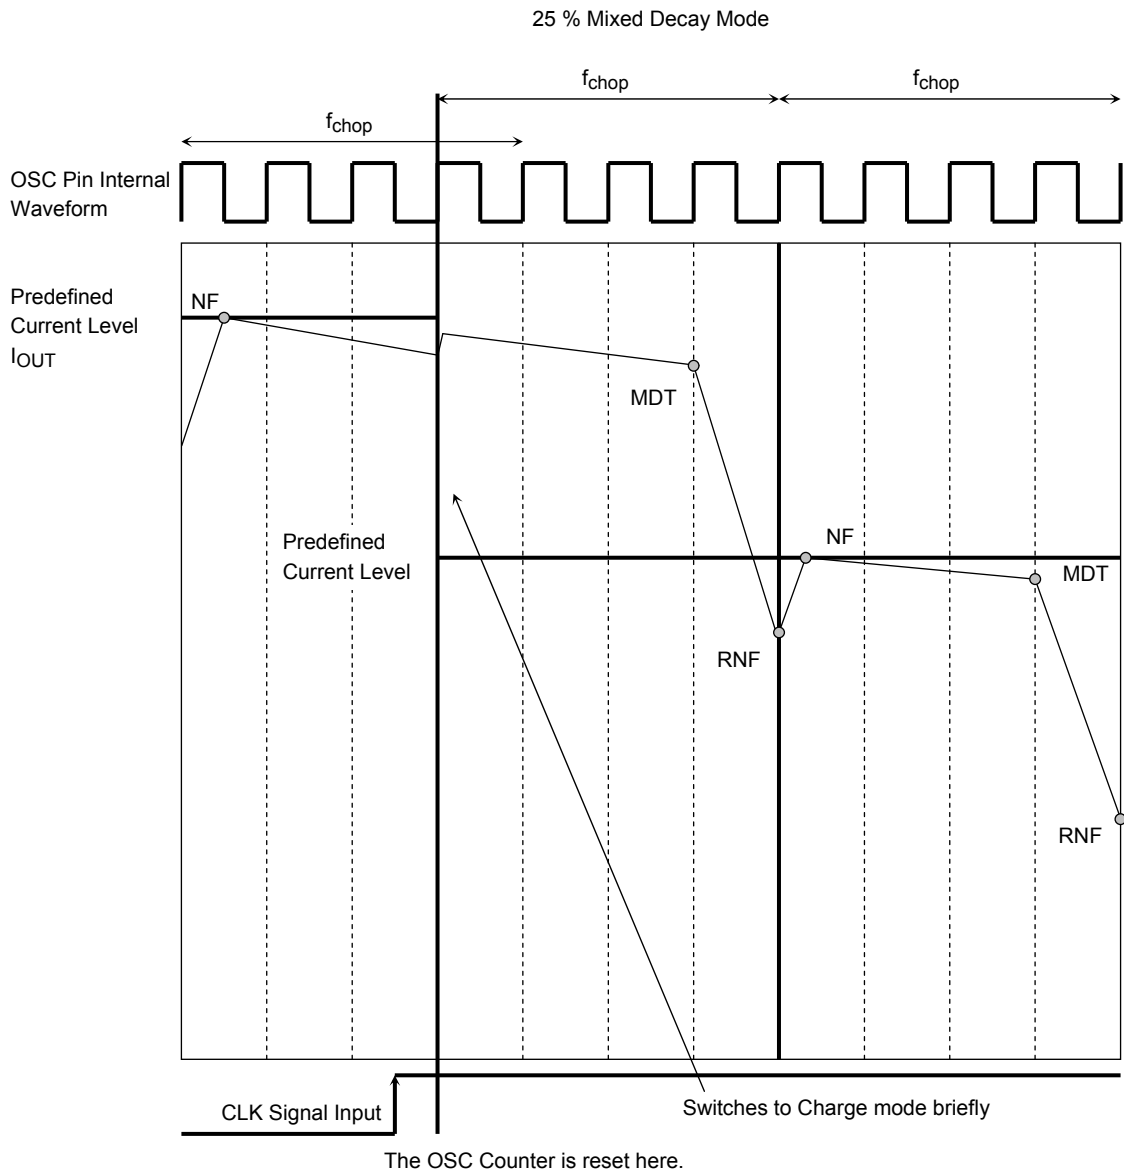 25 % Mixed Decay Mode
fchop
fchop
fchop
OSC Pin Internal
Waveform
Predefined
Current Level
IOUT
NF
MDT
Predefined
Current Level
NF
MDT
RNF
RNF
CLK Signal Input
Switches to Charge mode briefly
The OSC Counter is reset here.